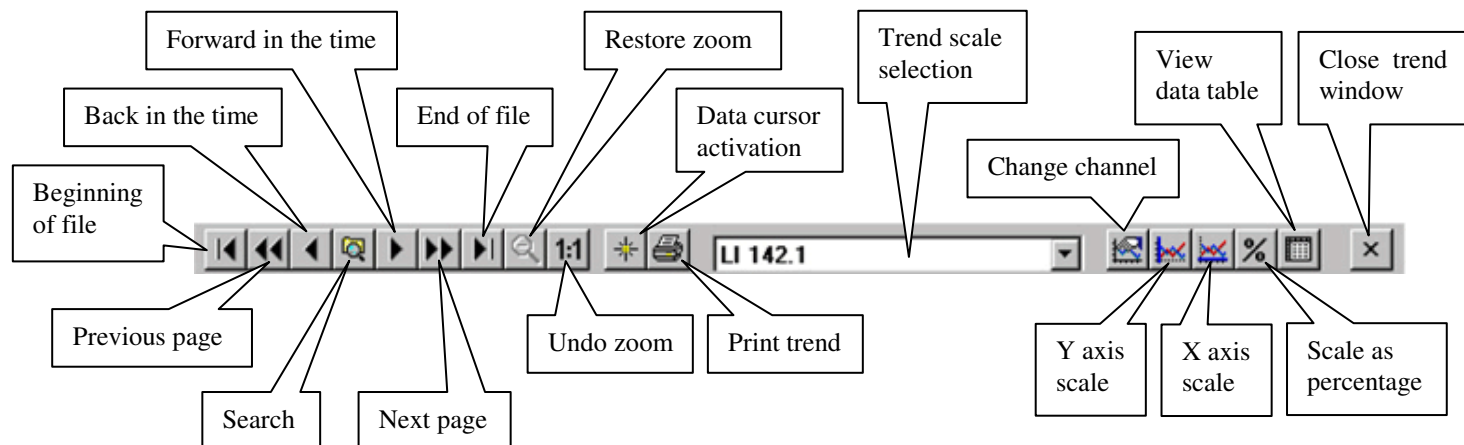 Forward in the time
Restore zoom
Trend scale
selection
View
data table
Close trend
window
Back in the time
End of file
Data cursor
activation
Change channel
Beginning
of file
1:1
LI 142.1
%
Previous page
Undo zoom
Print trend
Y axis
scale
X axis
scale
Scale as
percentage
Search
Next page